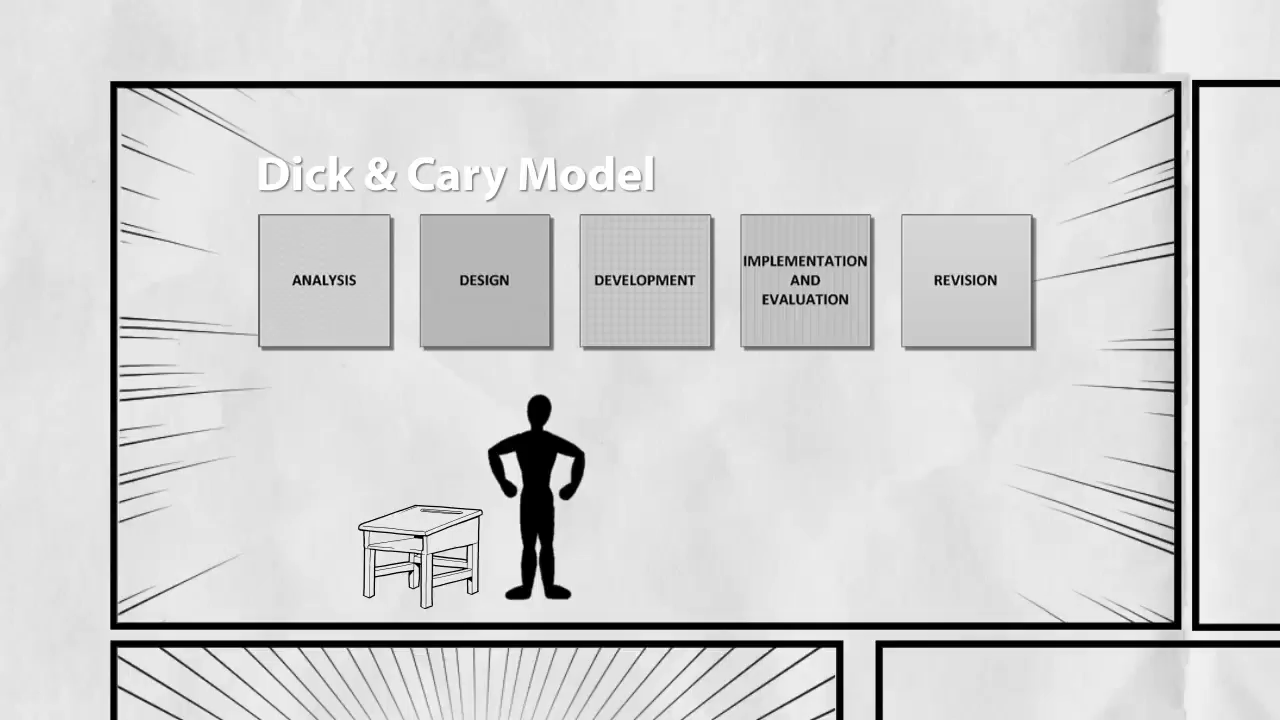 Dick & Cary Model
ANALYSIS
DESIGN
DEVELOPMENT
IMPLEMENTATION
AND
EVALUATION
REVISION